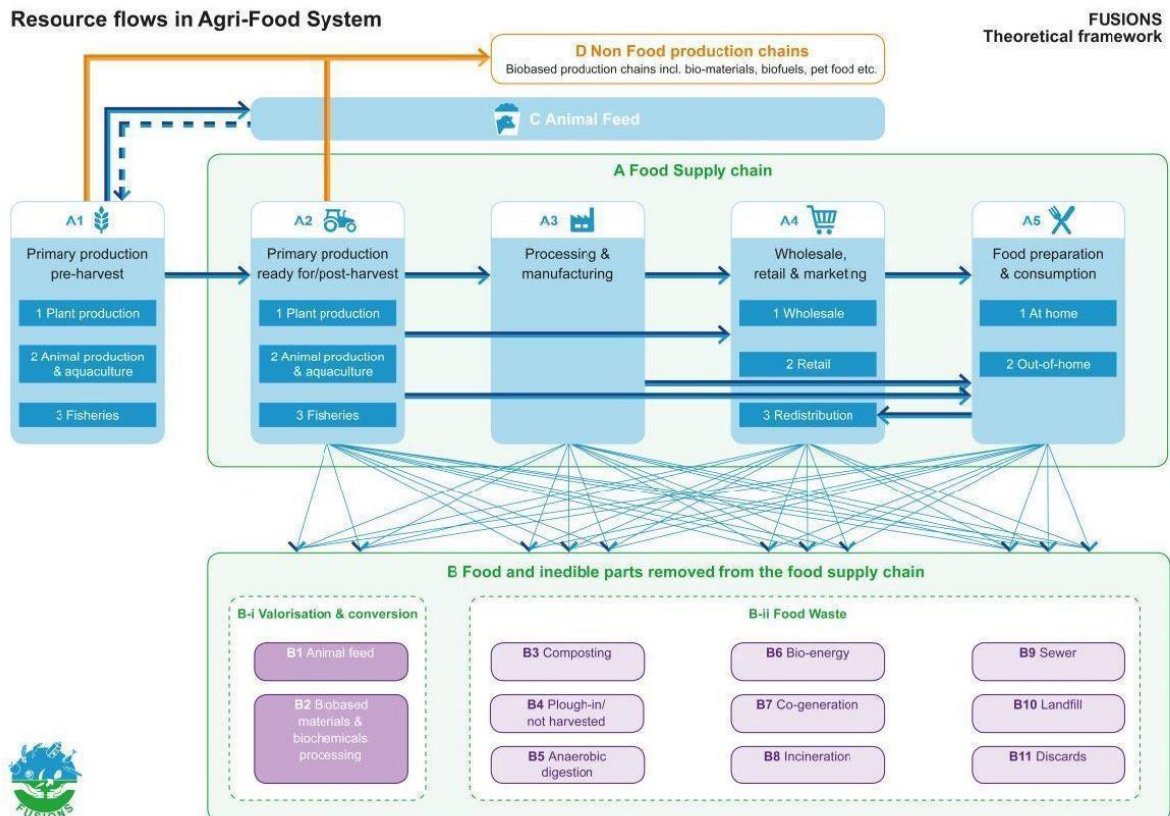 Resource flows in Agri-Food System
FUSIONS
Theoretical framework
D Non Food production chains
Biobased production chains incl. bio-materials, biofuels, pet food etc.
C Animal Feed
A Food Supply chain
A1
Primary production
pre-harvest
1 Plant production
2 Animal production
& aquaculture
3 Fisheries
A2
Primary production
ready for/post-harvest
1 Plant production
2 Animal production
& aquaculture
3 Fisheries
A3
Processing &
manufacturing
A4
Wholesale,
retail & marketing
1 Wholesale
2 Retail
3 Redistribution
A5
Food preparation
& consumption
1 At home
2 Out-of-home
B Food and inedible parts removed from the food supply chain
B-i Valorisation & conversion
B1 Animal feed
B2 Biobased
materials &
biochemicals
processing
B-ii Food Waste
B3 Composting
B4 Plough-in/
not harvested
B5 Anaerobic
digestion
B6 Bio-energy
B7 Co-generation
B8 Incineration
B9 Sewer
B10 Landfill
B11 Discards
FUSIONS